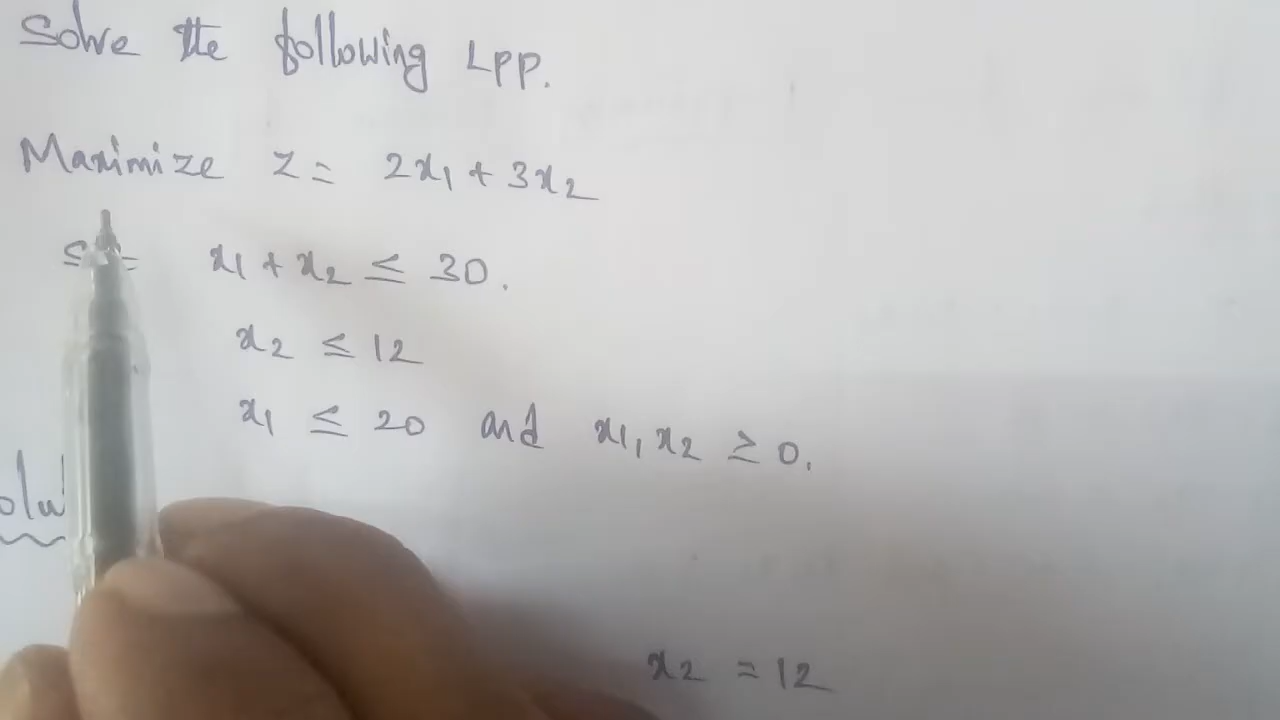 Solve the following LPP.
Maximize Z = 2x₁ + 3x₂
x₁ + x₂ ≤ 30.
x₂ ≤ 12
x₁ ≤ 20 and x₁, x₂ ≥ 0.
x₂ = 12